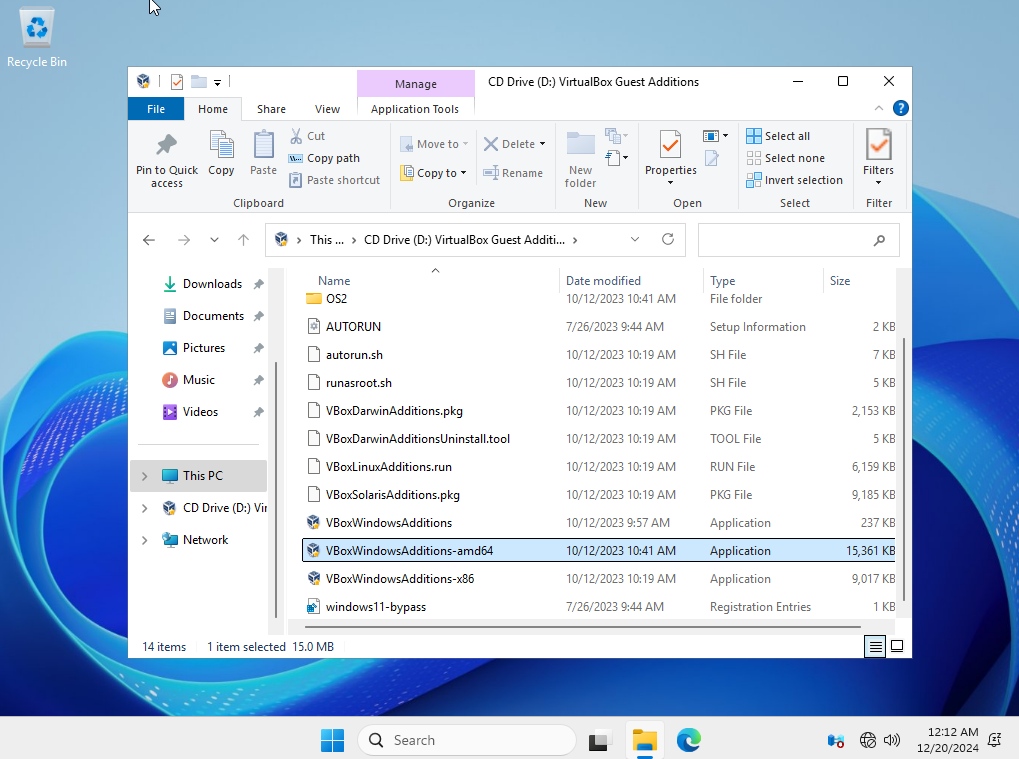 Recycle Bin
Manage
CD Drive (D:) VirtualBox Guest Additions
File
Home
Share
View
Application Tools
Pin to Quick access
Copy
Paste
Cut
Copy path
Paste shortcut
Move to
Copy to
Delete
Rename
New folder
Properties
Select all
Select none
Invert selection
Filters
Clipboard
Organize
New
Open
Select
Filter
This ...
CD Drive (D:) VirtualBox Guest Additi...
Downloads
Documents
Pictures
Music
Videos
This PC
CD Drive (D:) Vir
Network
Name Date modified Type Size
OS2 10/12/2023 10:41 AM File folder
AUTORUN 7/26/2023 9:44 AM Setup Information 2 KB
autorun.sh 10/12/2023 10:19 AM SH File 7 KB
runasroot.sh 10/12/2023 10:19 AM SH File 5 KB
VBoxDarwinAdditions.pkg 10/12/2023 10:19 AM PKG File 2,153 KB
VBoxDarwinAdditionsUninstall.tool 10/12/2023 10:19 AM TOOL File 5 KB
VBoxLinuxAdditions.run 10/12/2023 10:19 AM RUN File 6,159 KB
VBoxSolarisAdditions.pkg 10/12/2023 10:19 AM PKG File 9,185 KB
VBoxWindowsAdditions 10/12/2023 9:57 AM Application 237 KB
VBoxWindowsAdditions-amd64 10/12/2023 10:41 AM Application 15,361 KB
VBoxWindowsAdditions-x86 10/12/2023 10:19 AM Application 9,017 KB
windows11-bypass 7/26/2023 9:44 AM Registration Entries 1 KB
14 items 1 item selected 15.0 MB
Search
12:12 AM
12/20/2024